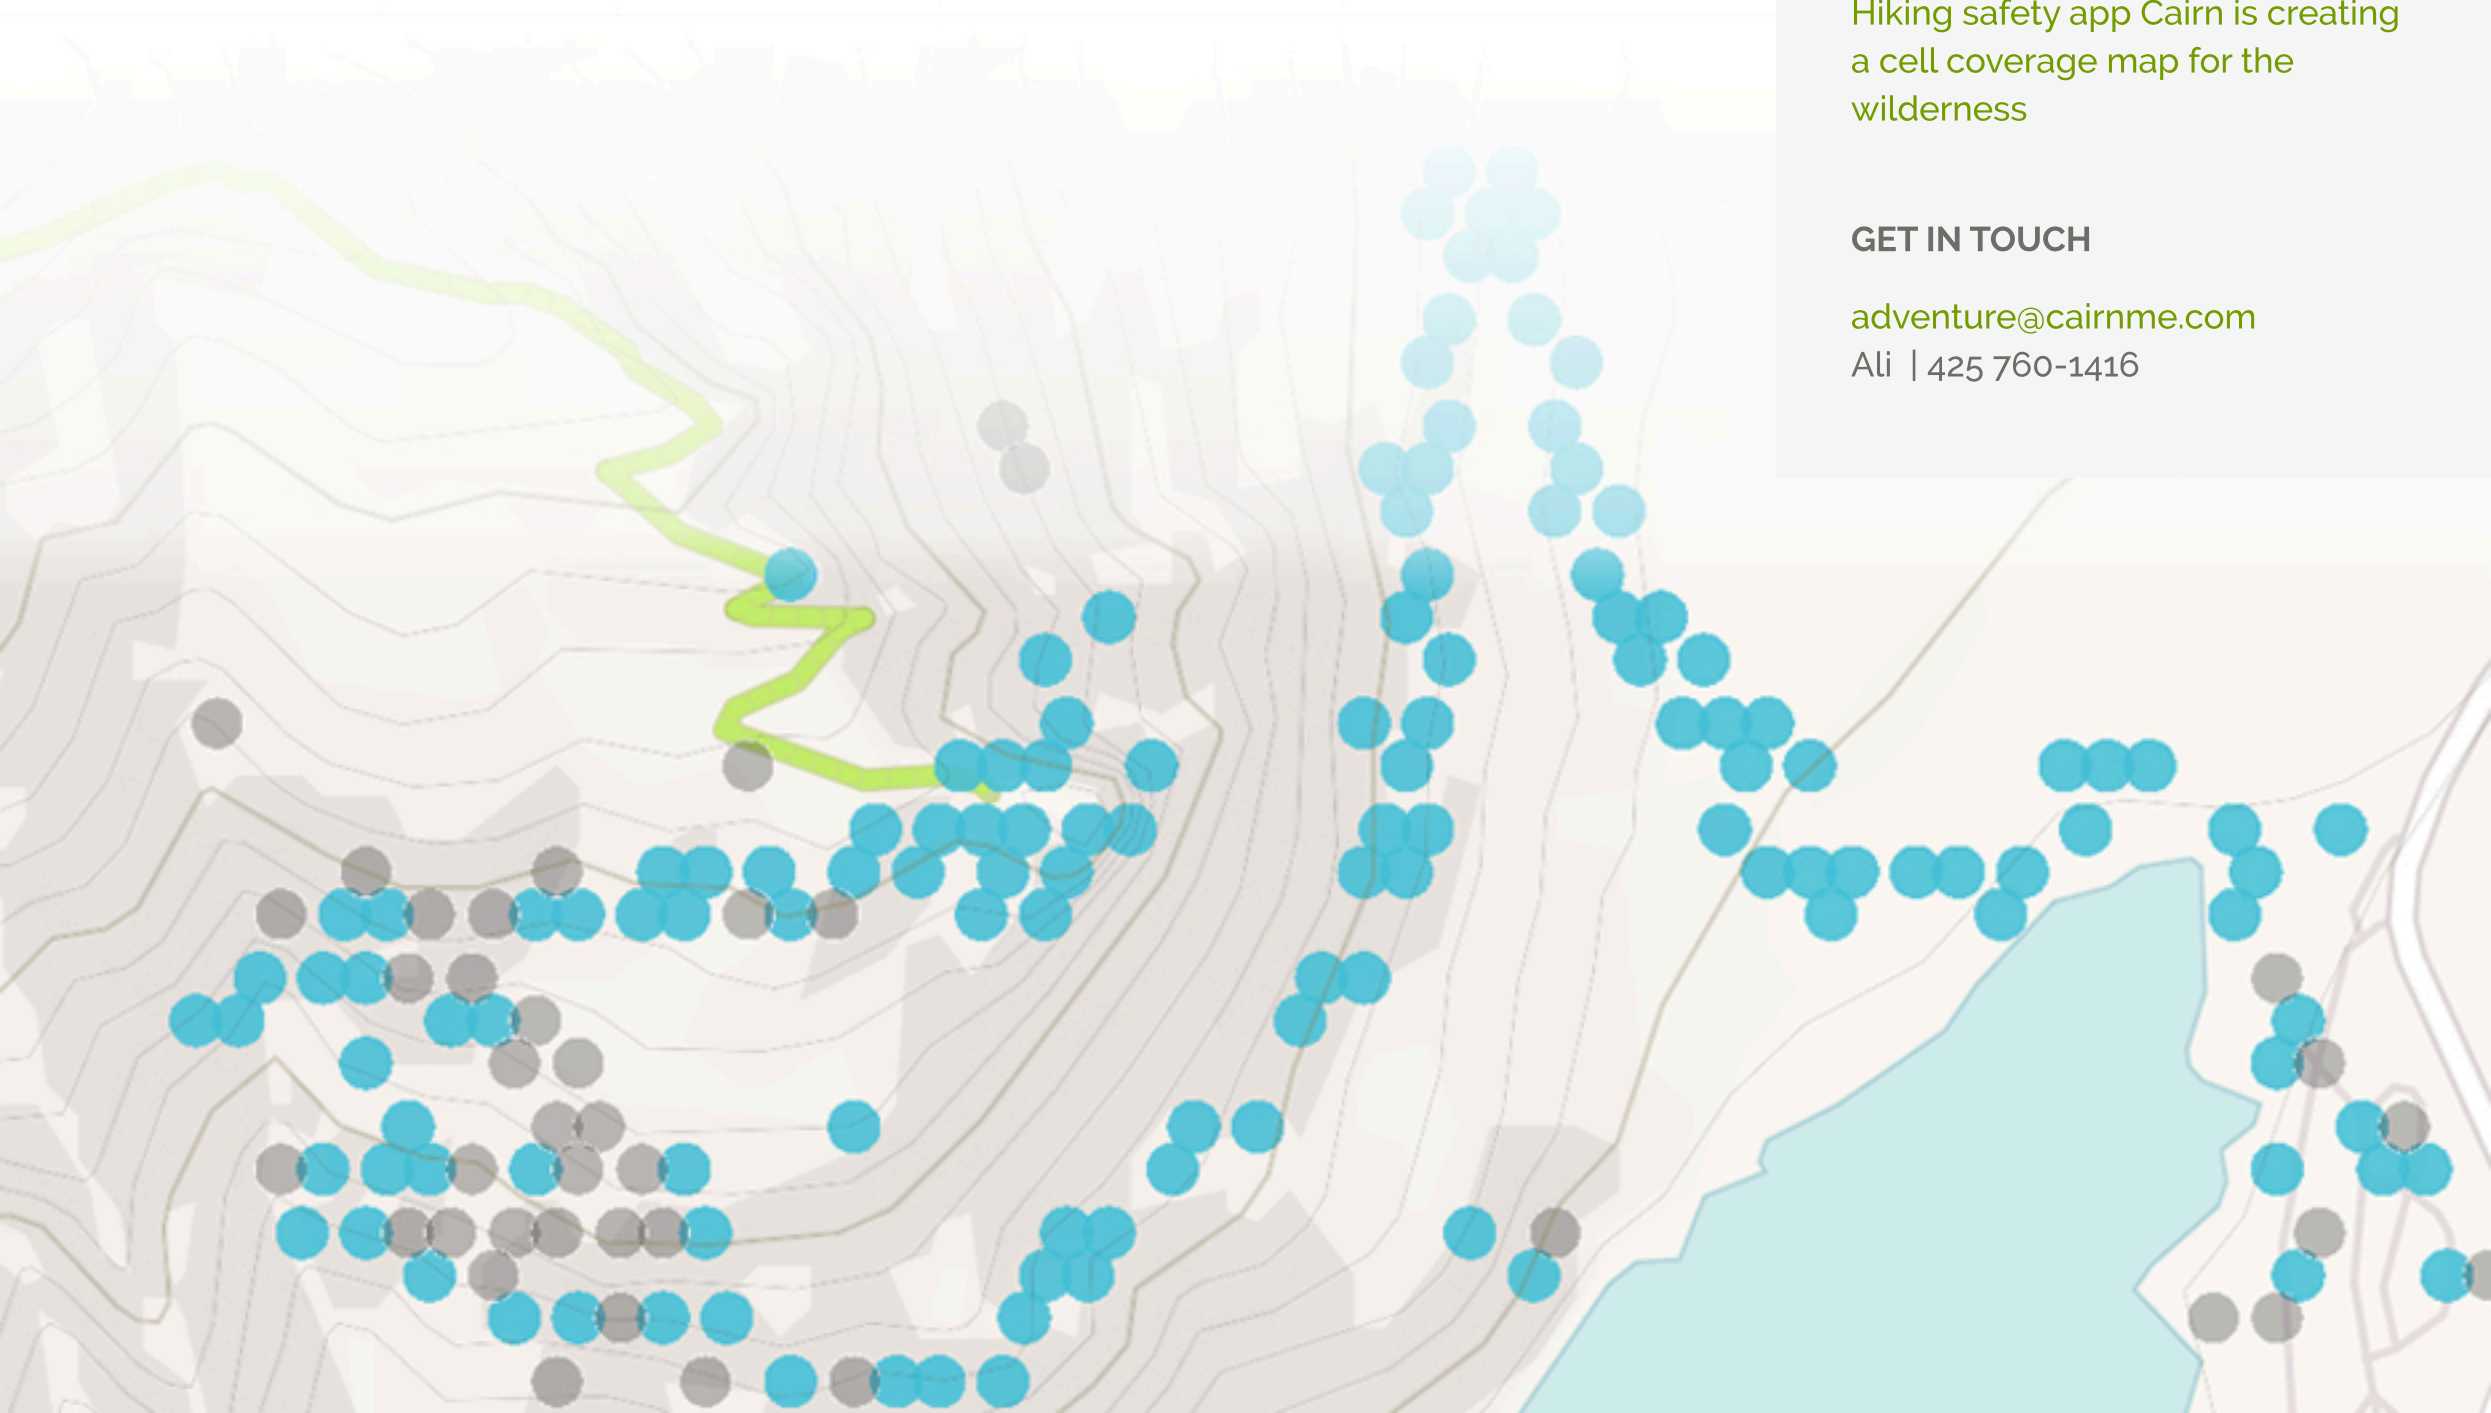 Hiking safety app Cairn is creating
a cell coverage map for the
wilderness
GET IN TOUCH
adventure@cairnme.com
Ali | 425 760-1416